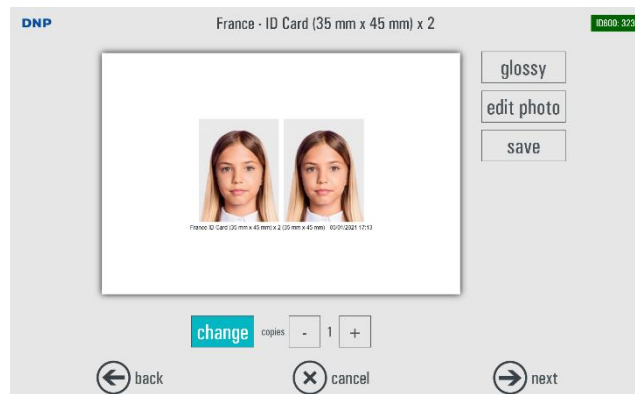 DNP
France - ID Card (35 mm x 45 mm) x 2
ID600: 323
glossy
edit photo
save
France ID Card (35 mm x 45 mm) x 2 (35 mm x 45 mm) 03/01/2021 17:13
change copies - 1 +
back
cancel
next